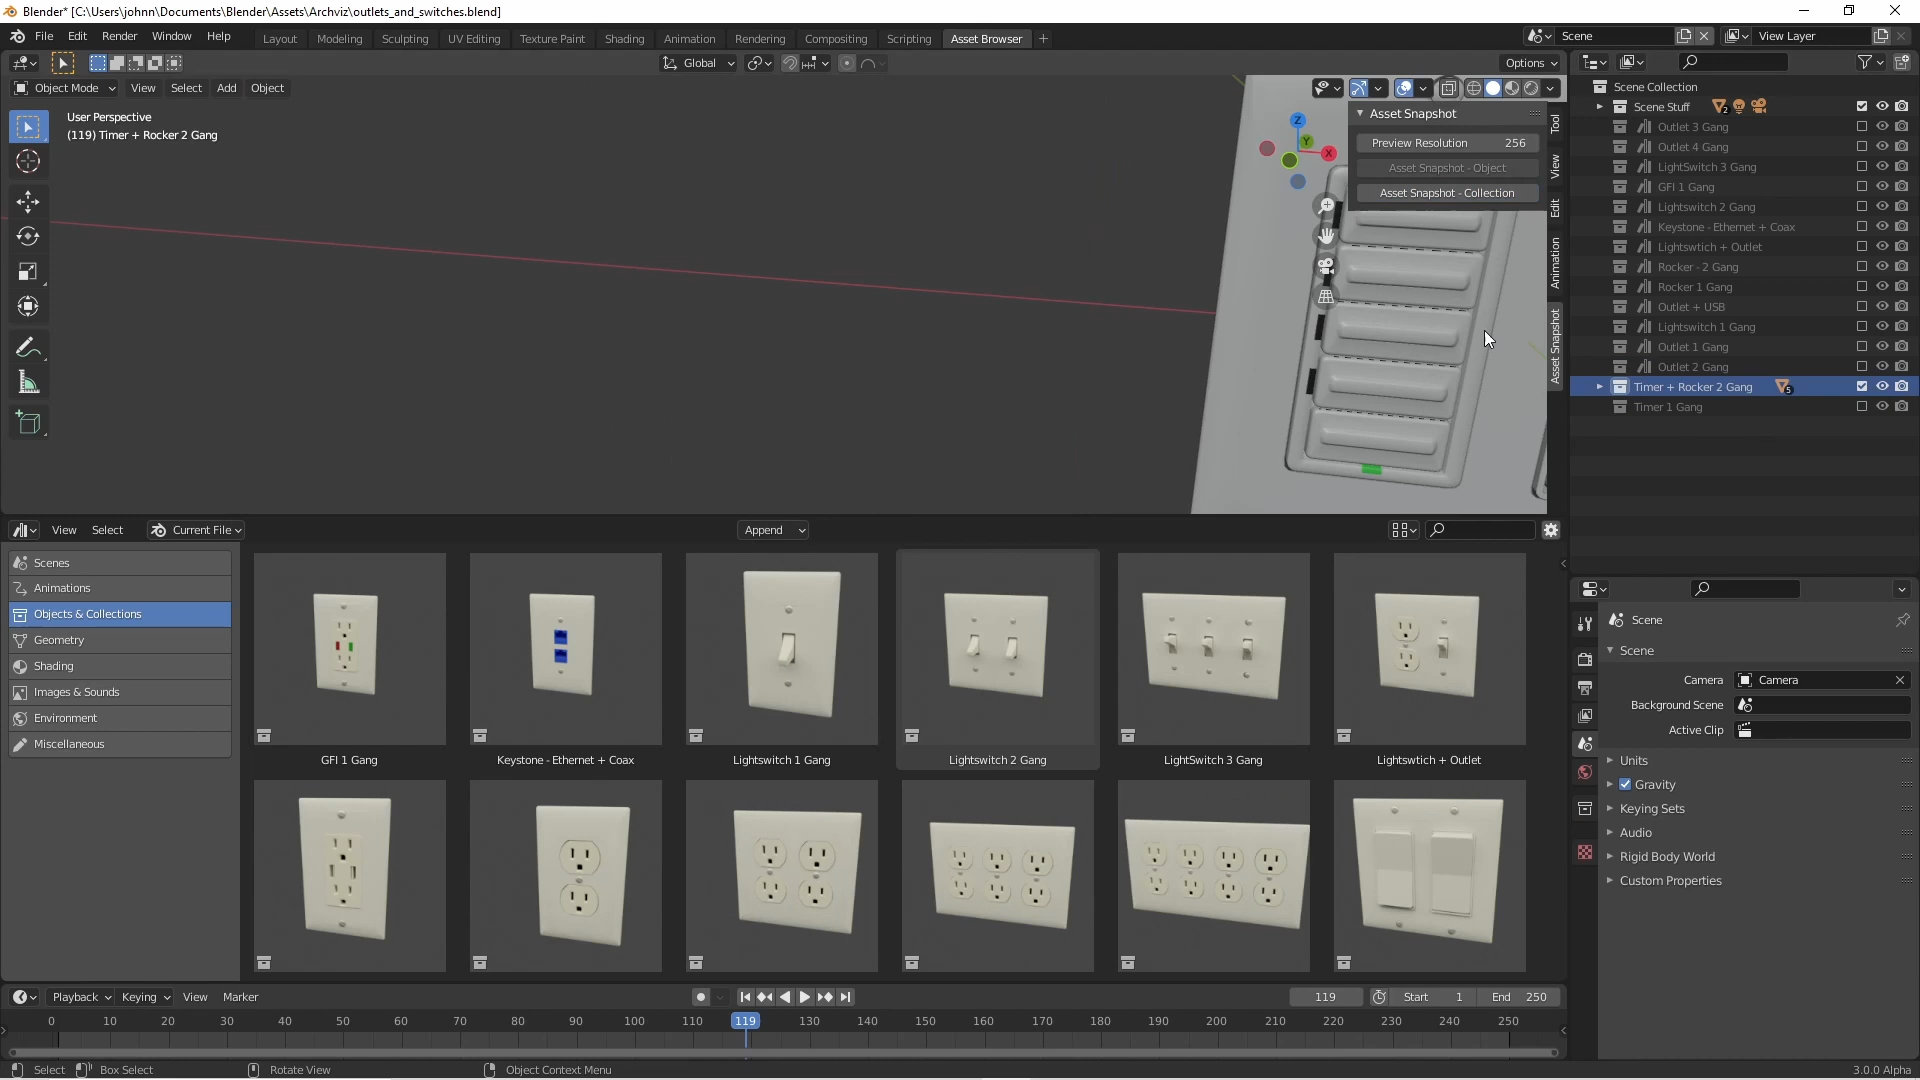 Blender* [C:\Users\johnn\Documents\Blender\Assets\Archviz\outlets_and_switches.blend]
File Edit Render Window Help Layout Modeling Sculpting UV Editing Texture Paint Shading Animation Rendering Compositing Scripting Asset Browser + Scene View Layer
Global Options
Object Mode View Select Add Object
User Perspective
(119) Timer + Rocker 2 Gang
Z
Y
X
Asset Snapshot
Preview Resolution 256
Asset Snapshot - Object
Asset Snapshot - Collection
Tool
View
Edit
Animation
Asset Snapshot
Scene Collection
Scene Stuff 2
Outlet 3 Gang
Outlet 4 Gang
LightSwitch 3 Gang
GFI 1 Gang
Lightswitch 2 Gang
Keystone - Ethernet + Coax
Lightswtich + Outlet
Rocker - 2 Gang
Rocker 1 Gang
Outlet + USB
Lightswitch 1 Gang
Outlet 1 Gang
Outlet 2 Gang
Timer + Rocker 2 Gang 5
Timer 1 Gang
View Select Current File Append
Scenes
Animations
Objects & Collections
Geometry
Shading
Images & Sounds
Environment
Miscellaneous
GFI 1 Gang
Keystone - Ethernet + Coax
Lightswitch 1 Gang
Lightswitch 2 Gang
LightSwitch 3 Gang
Lightswtich + Outlet
Scene
Scene
Camera Camera
Background Scene
Active Clip
Units
Gravity
Keying Sets
Audio
Rigid Body World
Custom Properties
Playback Keying View Marker 119 Start 1 End 250
0 10 20 30 40 50 60 70 80 90 100 110 119 130 140 150 160 170 180 190 200 210 220 230 240 250
Select Box Select Rotate View Object Context Menu 3.0.0 Alpha